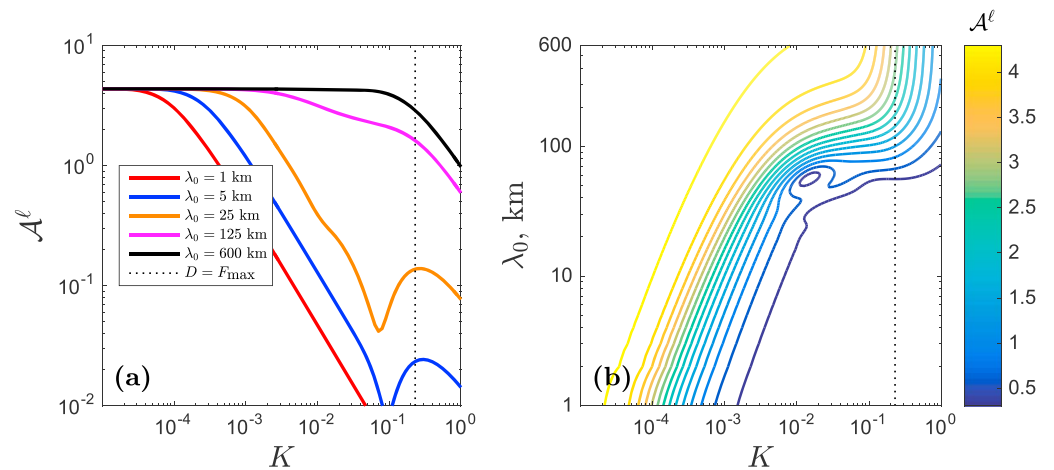 10^1
10^0
10^{-1}
10^{-2}
𝒜^ℓ
λ_0 = 1 km
λ_0 = 5 km
λ_0 = 25 km
λ_0 = 125 km
λ_0 = 600 km
D = F_max
(a)
10^{-4} 10^{-3} 10^{-2} 10^{-1} 10^0
K
600
100
10
1
λ_0, km
(b)
10^{-4} 10^{-3} 10^{-2} 10^{-1} 10^0
K
𝒜^ℓ
4
3.5
3
2.5
2
1.5
1
0.5